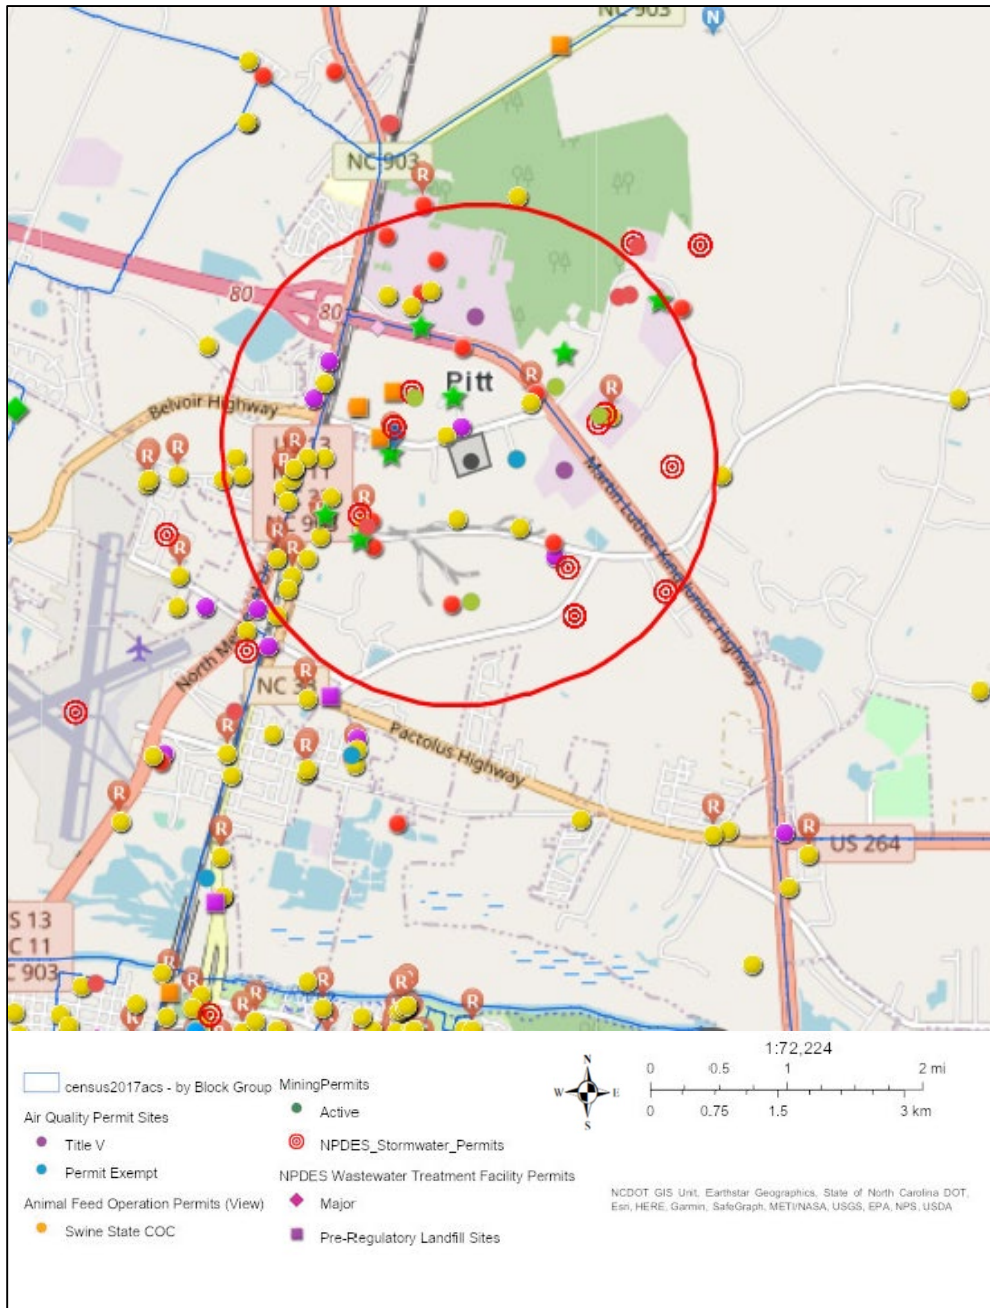 NC 903
N
NC 903
R
80
80
R
R
Pitt
Belvoir Highway
R
R
R
R
R
R
R
R
R
Martin Luther King Junior Highway
NC 33
R
R
R
R
Pactolus Highway
R
R
R
R
US 264
S 13
C 11
C 903
R
R
R
R
R
R
R
R
R
1:72,224
census2017acs - by Block Group
Air Quality Permit Sites
Title V
Permit Exempt
Animal Feed Operation Permits (View)
Swine State COC
MiningPermits
Active
NPDES_Stormwater_Permits
NPDES Wastewater Treatment Facility Permits
Major
Pre-Regulatory Landfill Sites
N
W E
S
0 0.5 1 2 mi
0 0.75 1.5 3 km
NCDOT GIS Unit, Earthstar Geographics, State of North Carolina DOT,
Esri, HERE, Garmin, SafeGraph, METI/NASA, USGS, EPA, NPS, USDA